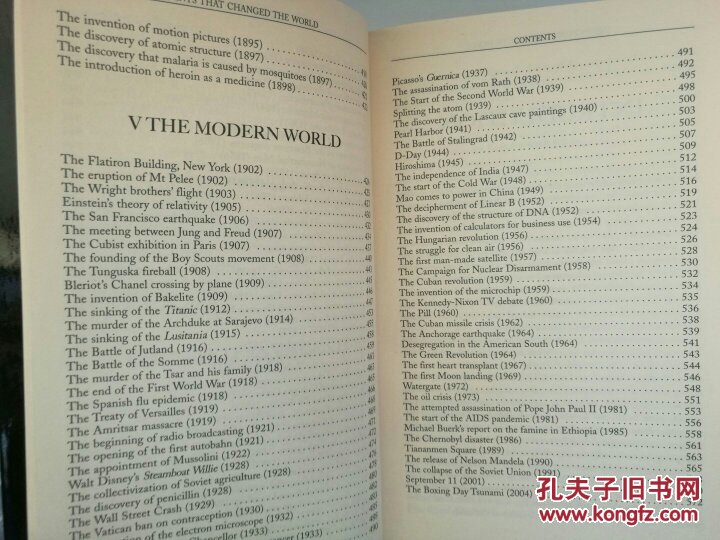 TS THAT CHANGED THE WORLD
The invention of motion pictures (1895)
The discovery of atomic structure (1897)
The discovery that malaria is caused by mosquitoes (1897)
The introduction of heroin as a medicine (1898)
V THE MODERN WORLD
The Flatiron Building, New York (1902)
The eruption of Mt Pelee (1902)
The Wright brothers' flight (1903)
Einstein's theory of relativity (1905)
The San Francisco earthquake (1906)
The meeting between Jung and Freud (1907)
The Cubist exhibition in Paris (1907)
The founding of the Boy Scouts movement (1908)
The Tunguska fireball (1908)
Bleriot's Chanel crossing by plane (1909)
The invention of Bakelite (1909)
The sinking of the Titanic (1912)
The murder of the Archduke at Sarajevo (1914)
The sinking of the Lusitania (1915)
The Battle of Jutland (1916)
The Battle of the Somme (1916)
The murder of the Tsar and his family (1918)
The end of the First World War (1918)
The Spanish flu epidemic (1918)
The Treaty of Versailles (1919)
The Amritsar massacre (1919)
The beginning of radio broadcasting (1921)
The opening of the first autobahn (1921)
The appointment of Mussolini (1922)
Walt Disney's Steamboat Willie (1928)
The collectivization of Soviet agriculture (1928)
The discovery of penicillin (1928)
The Wall Street Crash (1929)
The Vatican ban on contraception (1930)
tion of the electron microscope (1931)
Chancellor (1933)
ower (1933)
CONTENTS
Picasso's Guernica (1937) 491
The assassination of vom Rath (1938) 492
The Start of the Second World War (1939) 495
Splitting the atom (1939) 498
The discovery of the Lascaux cave paintings (1940) 500
Pearl Harbor (1941) 503
The Battle of Stalingrad (1942) 505
D-Day (1944) 507
Hiroshima (1945) 509
The independence of India (1947) 512
The start of the Cold War (1948) 514
Mao comes to power in China (1949) 516
The decipherment of Linear B (1952) 519
The discovery of the structure of DNA (1952) 521
The invention of calculators for business use (1954) 523
The Hungarian revolution (1956) 524
The struggle for clean air (1956) 526
The first man-made satellite (1957) 527
The Campaign for Nuclear Disarmament (1958) 530
The Cuban revolution (1959) 532
The invention of the microchip (1959) 534
The Kennedy-Nixon TV debate (1960) 535
The Pill (1960) 536
The Cuban missile crisis (1962) 538
The Anchorage earthquake (1964) 539
Desegregation in the American South (1964) 541
The Green Revolution (1964) 543
The first heart transplant (1967) 544
The first Moon landing (1969) 546
Watergate (1972) 548
The oil crisis (1973) 551
The attempted assassination of Pope John Paul II (1981) 553
The start of the AIDS pandemic (1981) 555
Michael Buerk's report on the famine in Ethiopia (1985) 558
The Chernobyl disaster (1986)
Tiananmen Square (1989)
The release of Nelson Mandela (1990)
The collapse of the Soviet Union (1991) 565
September 11 (2001)
The Boxing Day Tsunami (2004) 572
孔夫子旧书网
www.kongfz.com